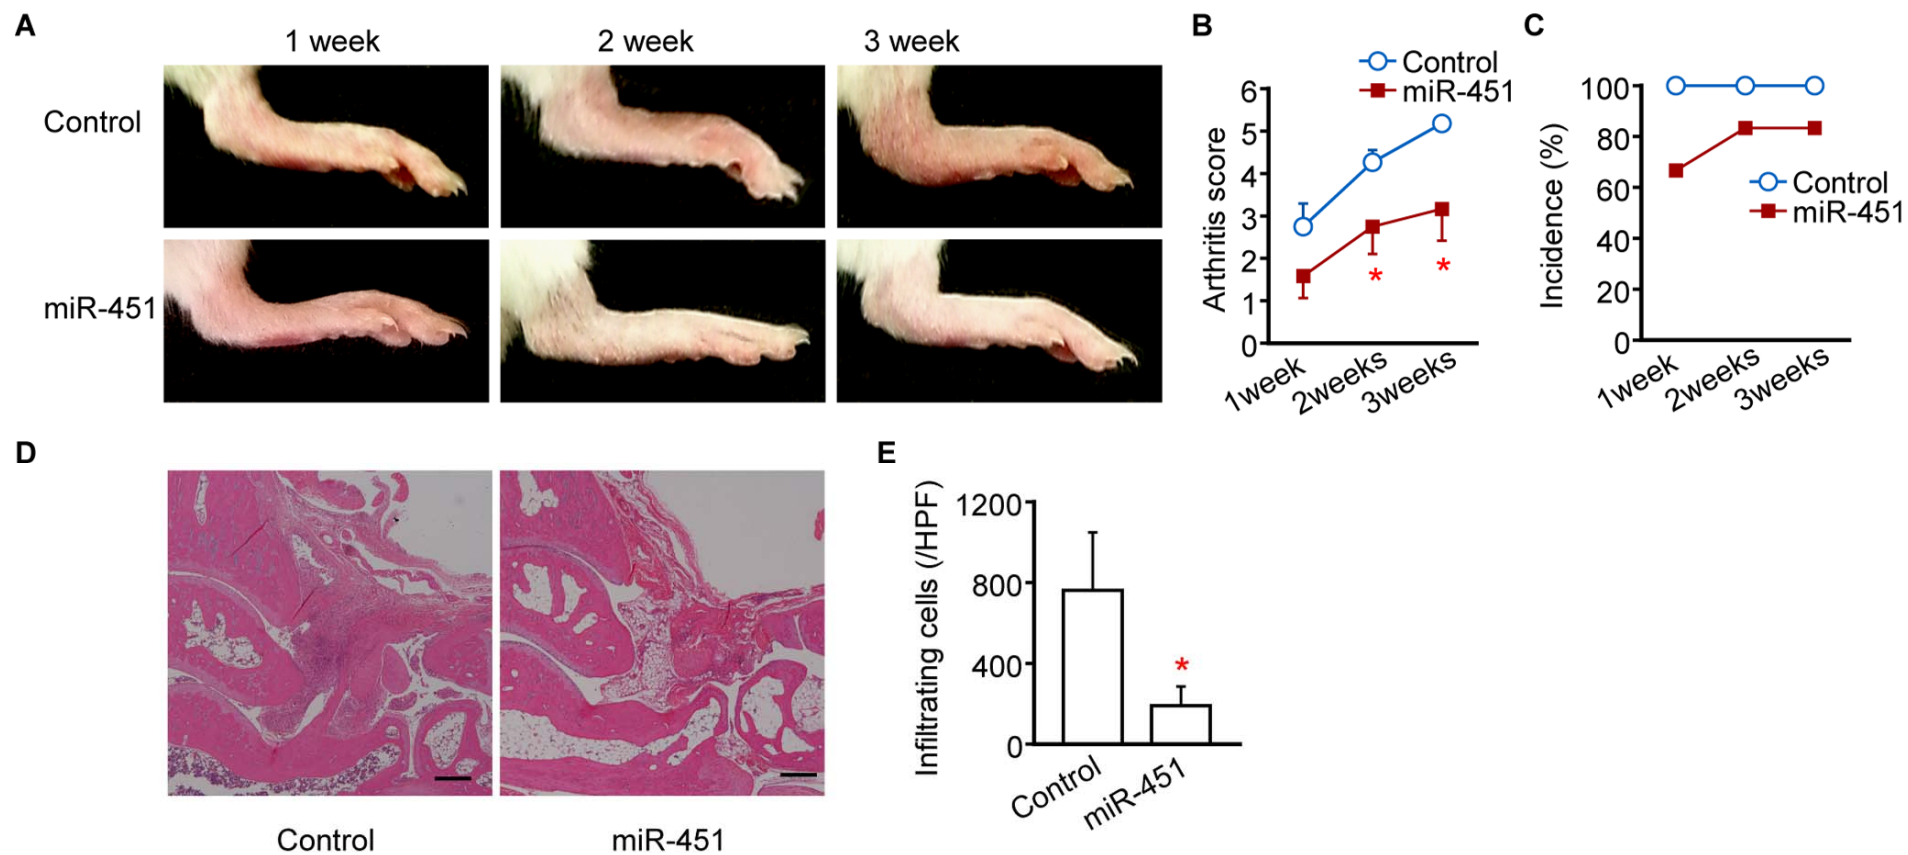 A
1 week
2 week
3 week
Control
miR-451
B
Control
miR-451
Arthritis score
6
5
4
3
2
1
0
*
*
1week
2weeks
3weeks
C
Incidence (%)
100
80
60
40
20
0
Control
miR-451
1week
2weeks
3weeks
D
Control
miR-451
E
Infiltrating cells (/HPF)
1200
800
400
0
*
Control
miR-451